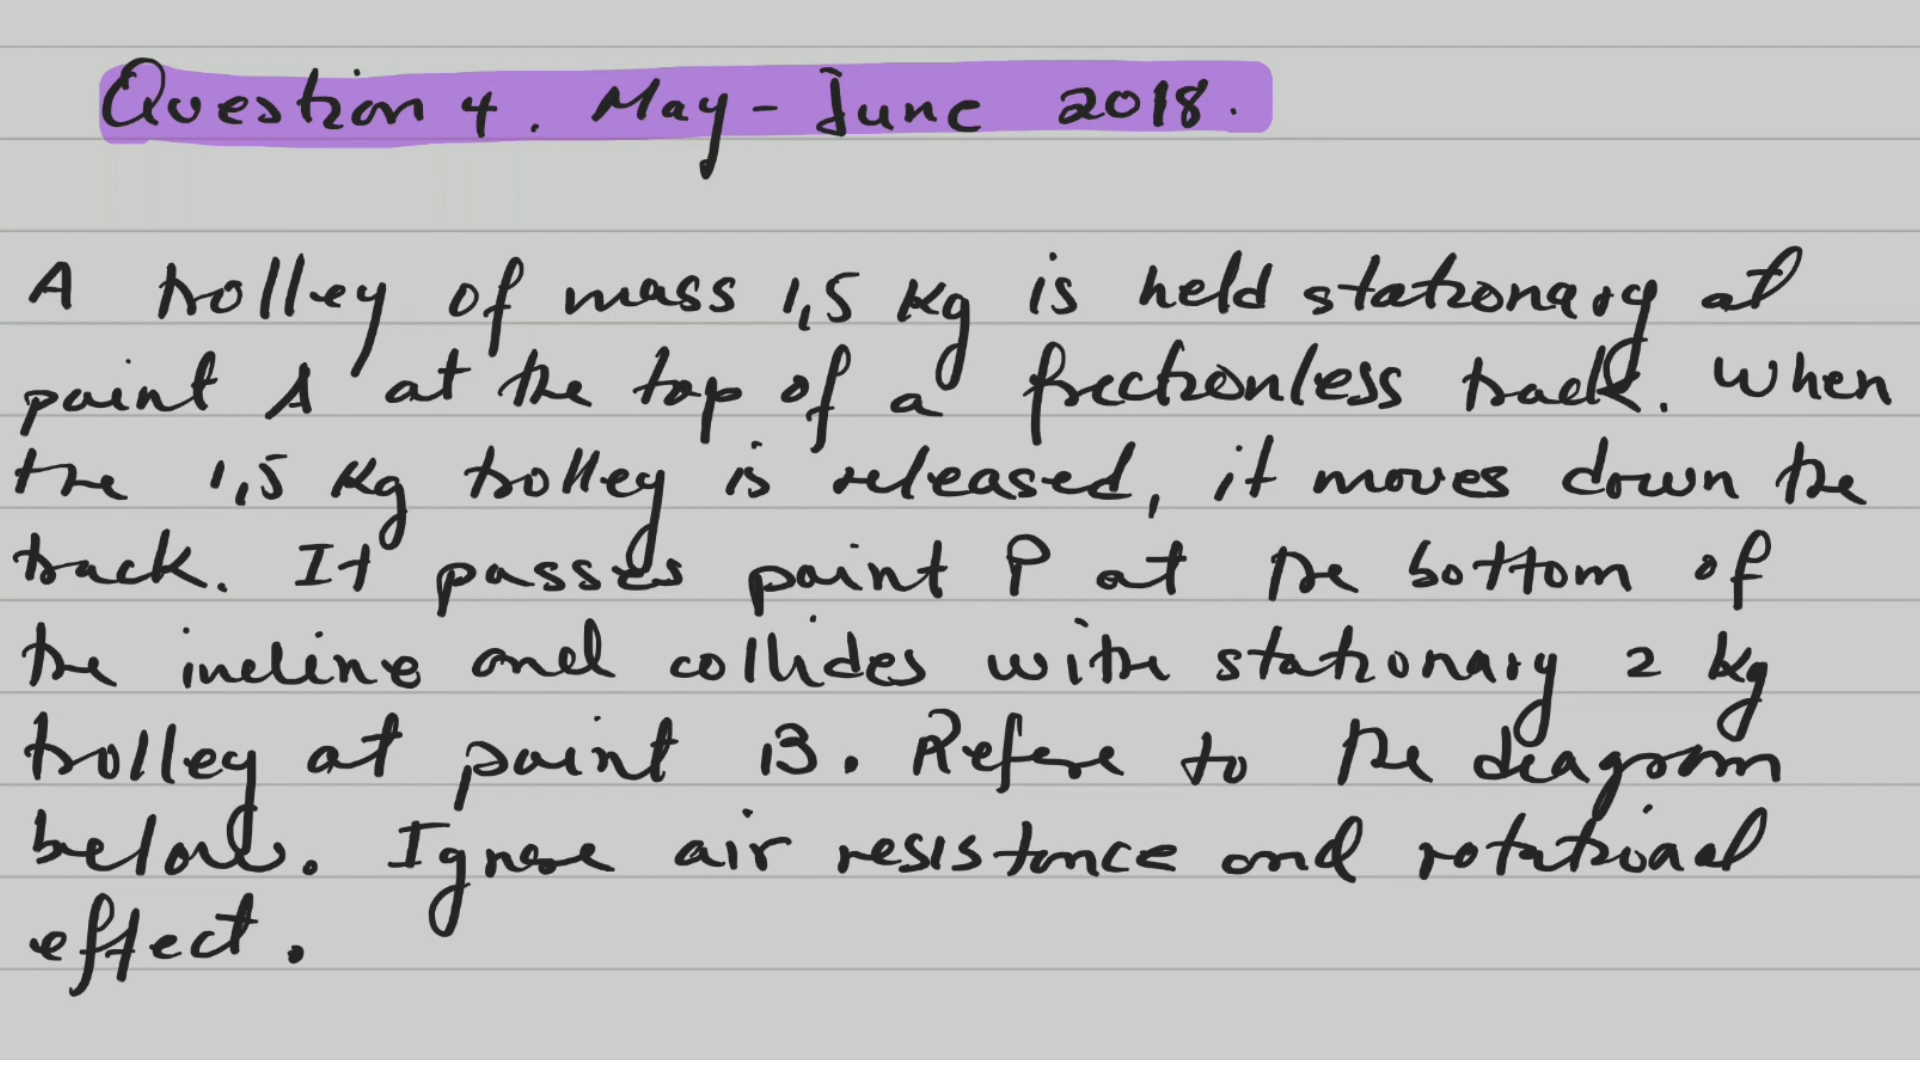 Question 4. May - June 2018.
A trolley of mass 1,5 kg is held stationary at
point A at the top of a frictionless track. When
the 1,5 kg trolley is released, it moves down the
track. It passes point P at the bottom of
the incline and collides with stationary 2 kg
trolley at point B. Refere to the diagram
below. Ignore air resistance and rotational
effect.